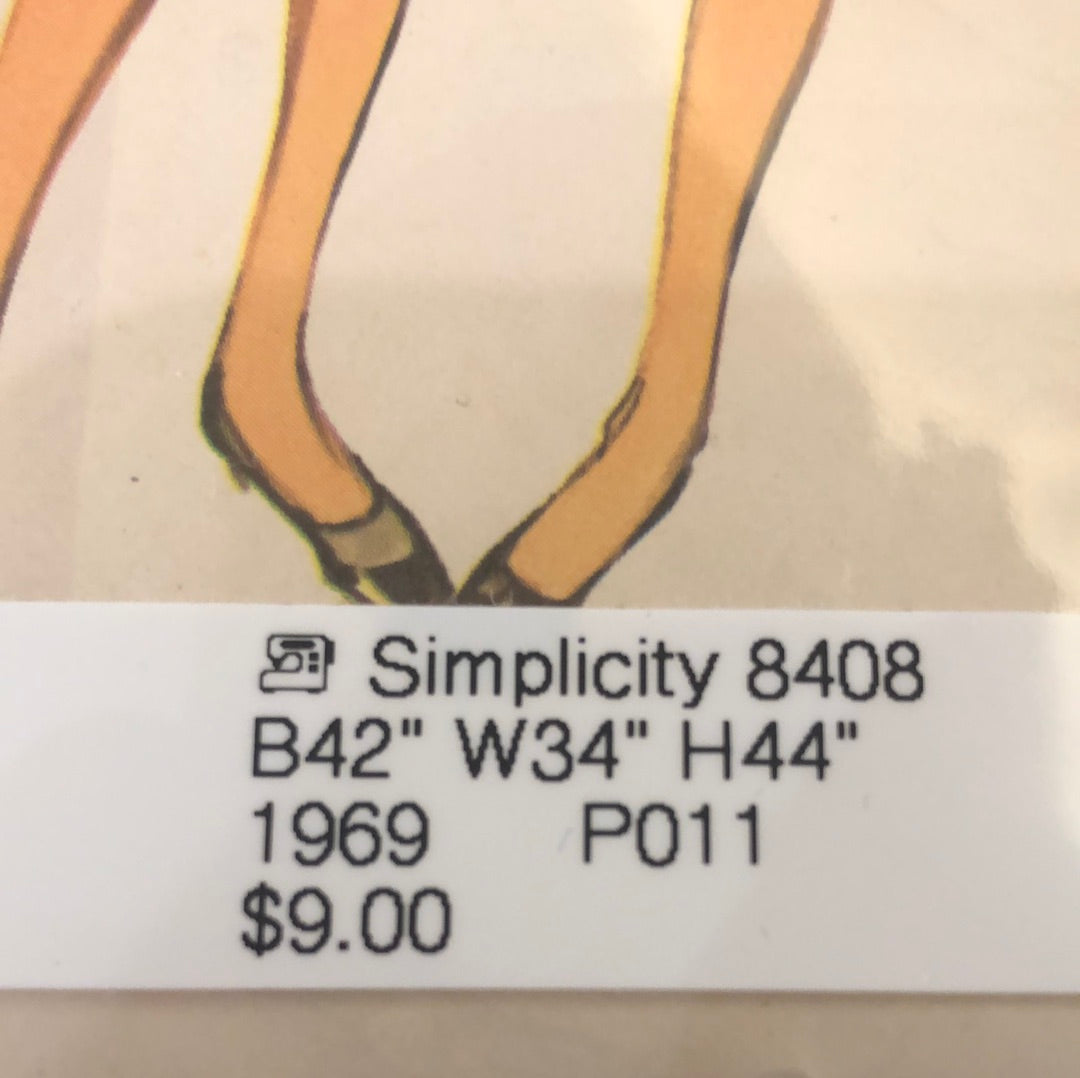 Simplicity 8408
B42" W34" H44"
1969 P011
$9.00